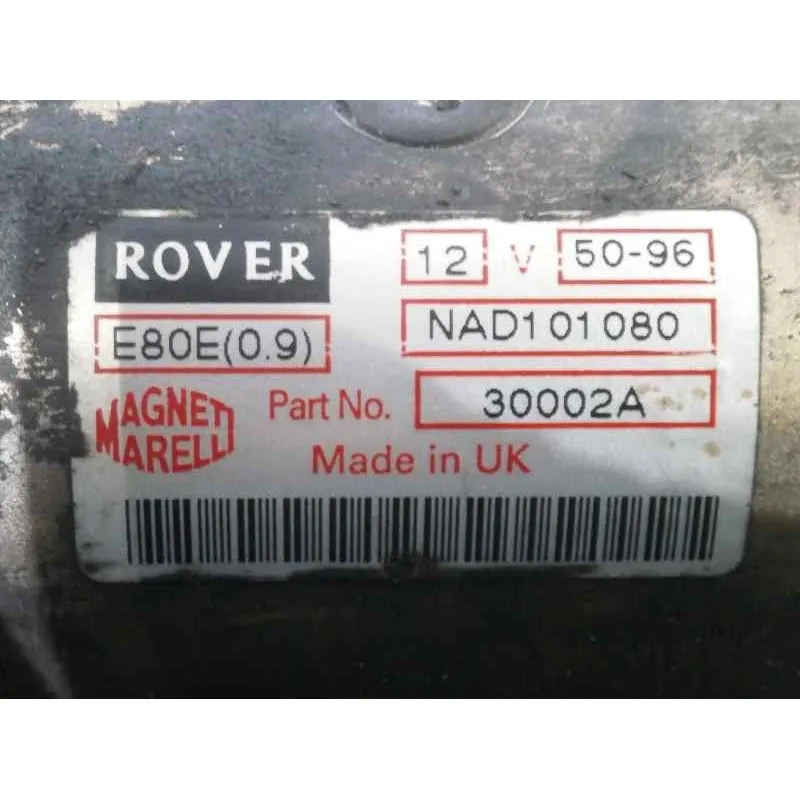 ROVER 12 V 50-96
E80E(0.9) NAD101080
MAGNETI MARELLI Part No. 30002A
Made in UK